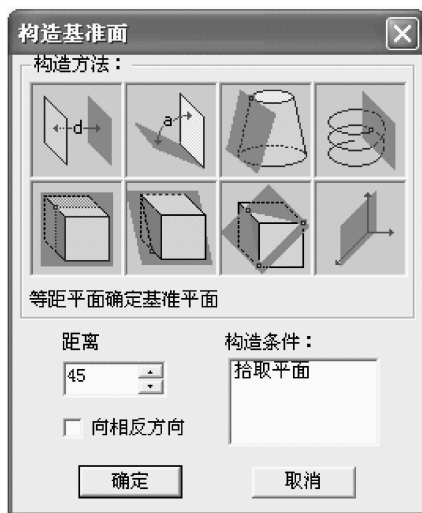 构造基准面
构造方法：
d
a
等距平面确定基准平面
距离
构造条件：
45
拾取平面
向相反方向
确定
取消